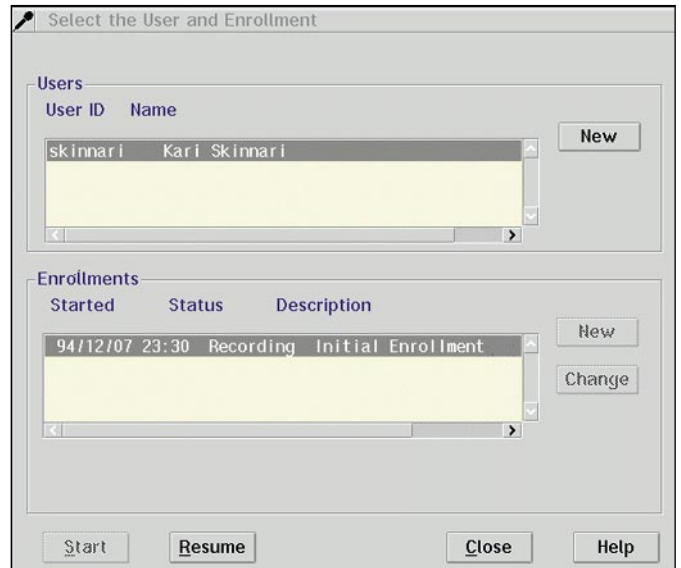 Select the User and Enrollment
Users
User ID Name
skinnari Kari Skinnari
New
Enrollments
Started Status Description
94/12/07 23:30 Recording Initial Enrollment
New
Change
Start Resume Close Help